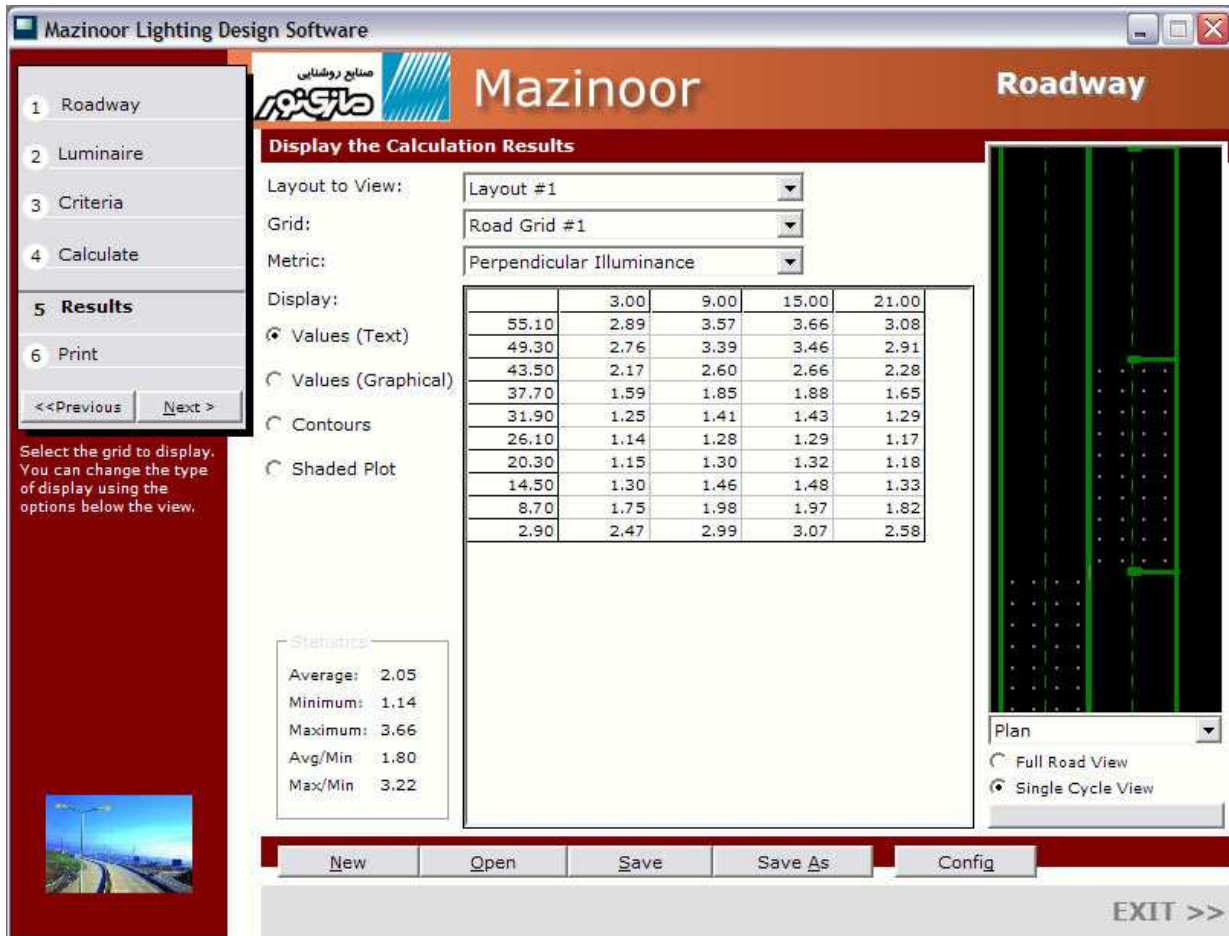 Mazinoor Lighting Design Software
1 Roadway
2 Luminaire
3 Criteria
4 Calculate
5 Results
6 Print
<<Previous Next >
Select the grid to display.
You can change the type
of display using the
options below the view.
صنایع روشنایی
مازی نور
Mazinoor
Roadway
Display the Calculation Results
Layout to View: Layout #1
Grid: Road Grid #1
Metric: Perpendicular Illuminance
Display:
Values (Text)
Values (Graphical)
Contours
Shaded Plot
3.00 9.00 15.00 21.00
55.10 2.89 3.57 3.66 3.08
49.30 2.76 3.39 3.46 2.91
43.50 2.17 2.60 2.66 2.28
37.70 1.59 1.85 1.88 1.65
31.90 1.25 1.41 1.43 1.29
26.10 1.14 1.28 1.29 1.17
20.30 1.15 1.30 1.32 1.18
14.50 1.30 1.46 1.48 1.33
8.70 1.75 1.98 1.97 1.82
2.90 2.47 2.99 3.07 2.58
Statistics
Average: 2.05
Minimum: 1.14
Maximum: 3.66
Avg/Min 1.80
Max/Min 3.22
Plan
Full Road View
Single Cycle View
New Open Save Save As Config
EXIT >>